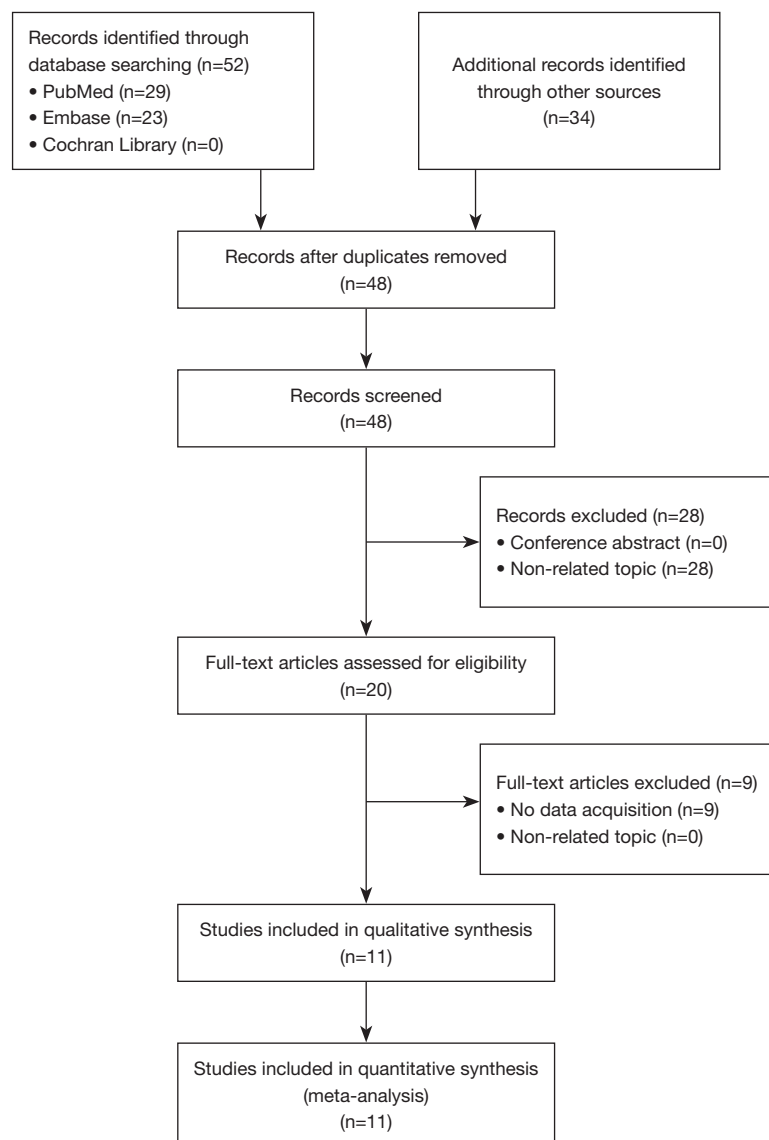 Records identified through
database searching (n=52)
• PubMed (n=29)
• Embase (n=23)
• Cochran Library (n=0)
Additional records identified
through other sources
(n=34)
Records after duplicates removed
(n=48)
Records screened
(n=48)
Records excluded (n=28)
• Conference abstract (n=0)
• Non-related topic (n=28)
Full-text articles assessed for eligibility
(n=20)
Full-text articles excluded (n=9)
• No data acquisition (n=9)
• Non-related topic (n=0)
Studies included in qualitative synthesis
(n=11)
Studies included in quantitative synthesis
(meta-analysis)
(n=11)